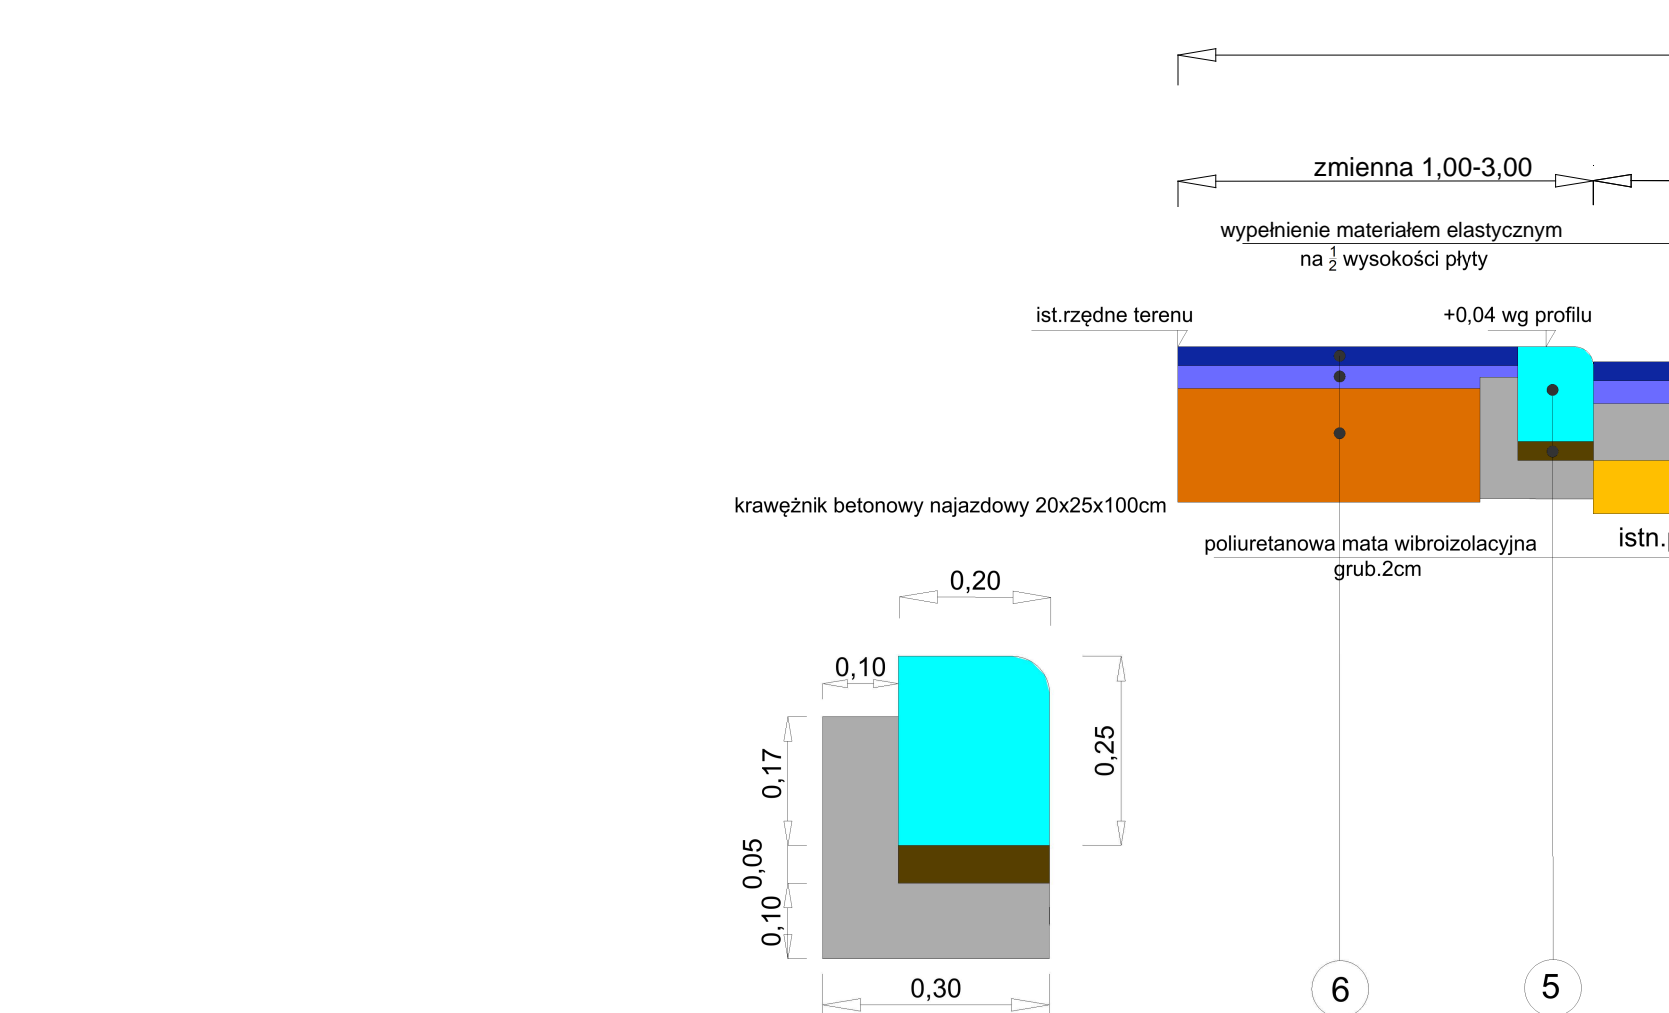 zmienna 1,00-3,00
wypełnienie materiałem elastycznym
na 1/2 wysokości płyty
ist.rzędne terenu
+0,04 wg profilu
krawężnik betonowy najazdowy 20x25x100cm
poliuretanowa mata wibroizolacyjna
grub.2cm
istn.
0,20
0,10
0,25
0,17
0,05
0,10
0,30
6
5